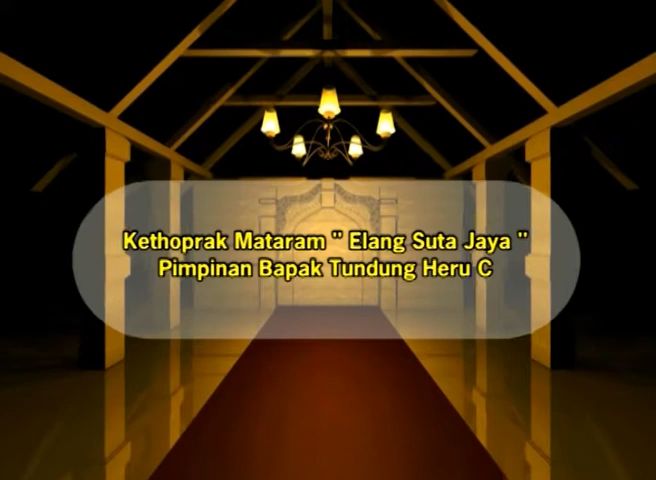 Kethoprak Mataram " Elang Suta Jaya "
Pimpinan Bapak Tundung Heru C